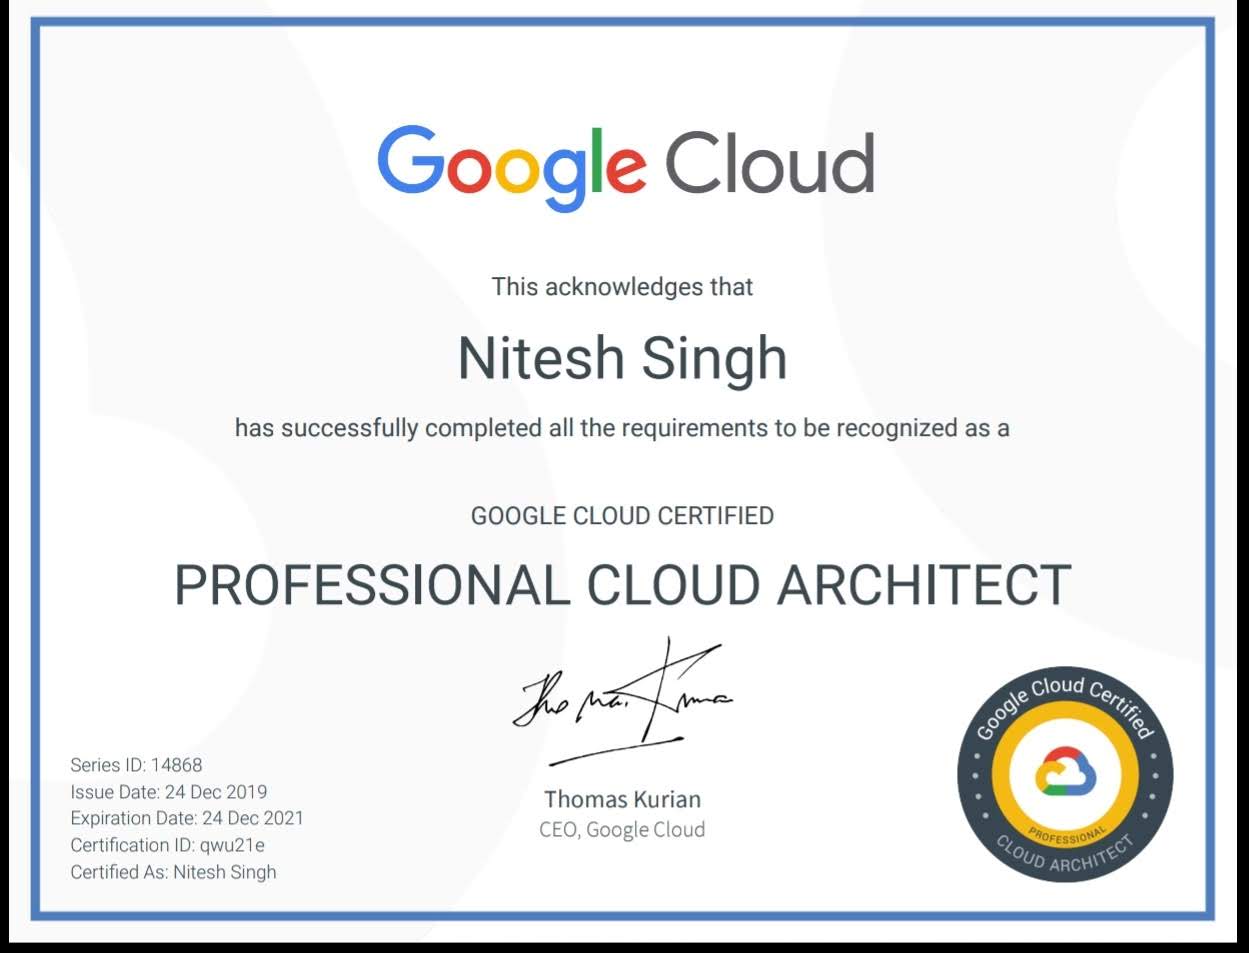 Google Cloud
This acknowledges that
Nitesh Singh
has successfully completed all the requirements to be recognized as a
GOOGLE CLOUD CERTIFIED
PROFESSIONAL CLOUD ARCHITECT
Thomas Kurian
Thomas Kurian
CEO, Google Cloud
Series ID: 14868
Issue Date: 24 Dec 2019
Expiration Date: 24 Dec 2021
Certification ID: qwu21e
Certified As: Nitesh Singh
Google Cloud Certified
PROFESSIONAL
CLOUD ARCHITECT